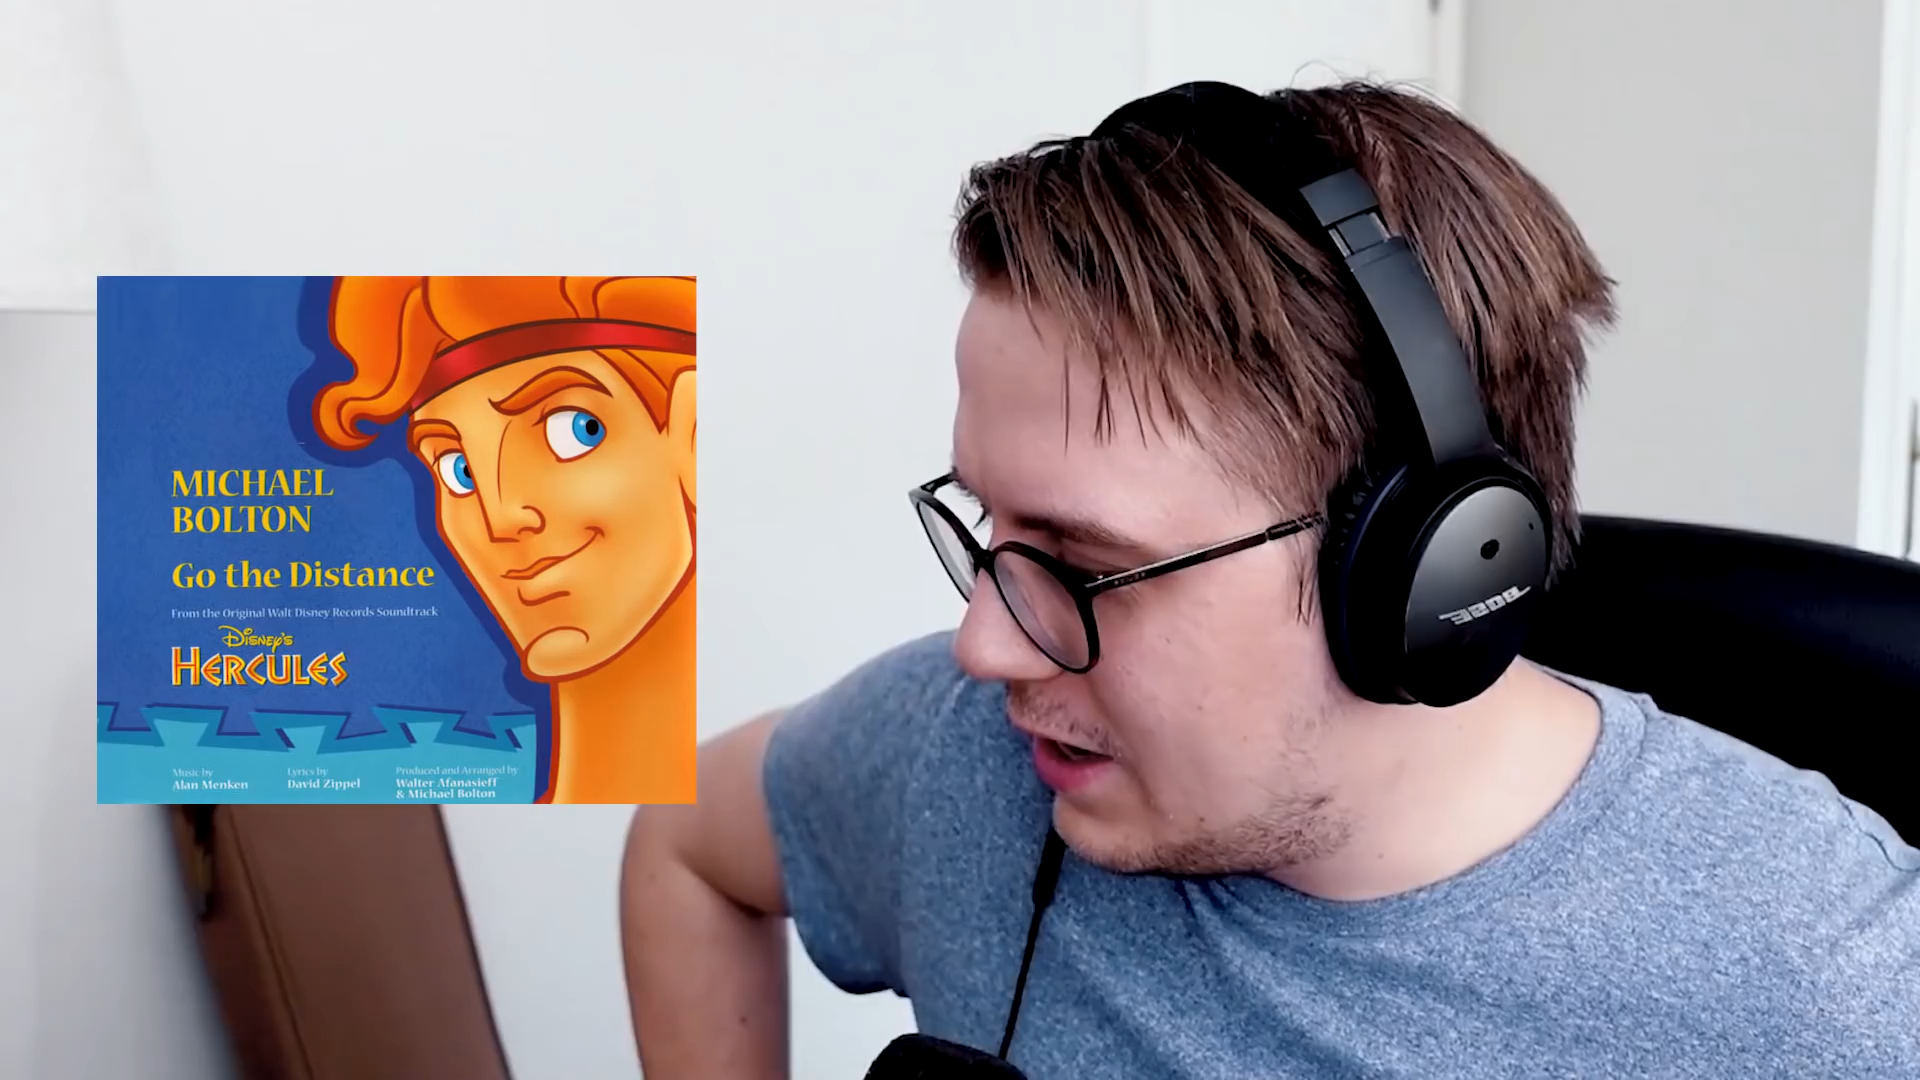 MICHAEL
BOLTON
Go the Distance
From the Original Walt Disney Records Soundtrack
DISNEY'S
HERCULES
Music by
Alan Menken
Lyrics by
David Zippel
Produced and Arranged by
Walter Afanasieff
& Michael Bolton
BOSE